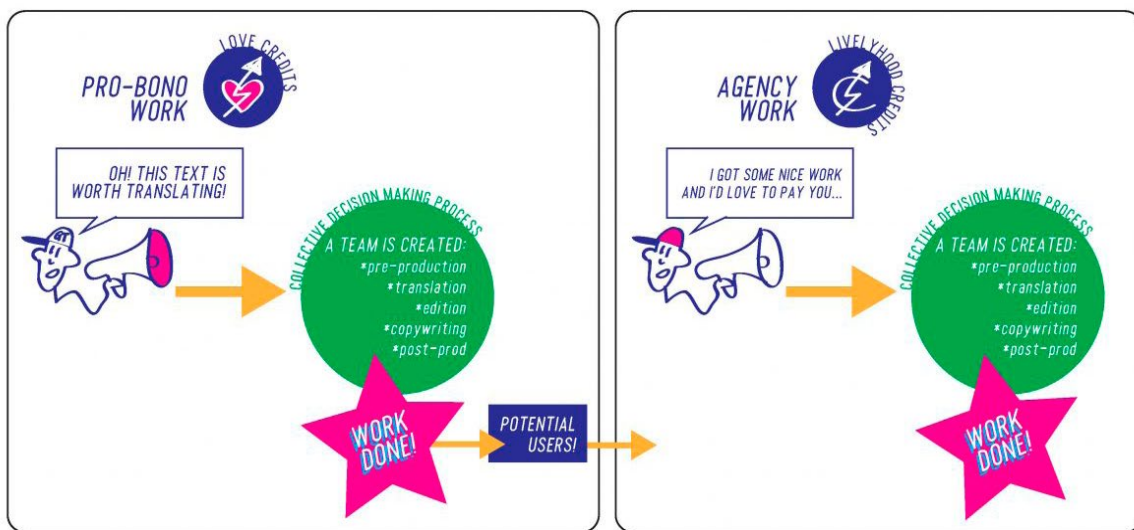 PRO-BONO
WORK
LOVE CREDITS
OH! THIS TEXT IS
WORTH TRANSLATING!
COLLECTIVE DECISION MAKING PROCESS
A TEAM IS CREATED:
*pre-production
*translation
*edition
*copywriting
*post-prod
WORK
DONE!
POTENTIAL
USERS!
AGENCY
WORK
LIVELYHOOD CREDITS
I GOT SOME NICE WORK
AND I'D LOVE TO PAY YOU...
COLLECTIVE DECISION MAKING PROCESS
A TEAM IS CREATED:
*pre-production
*translation
*edition
*copywriting
*post-prod
WORK
DONE!